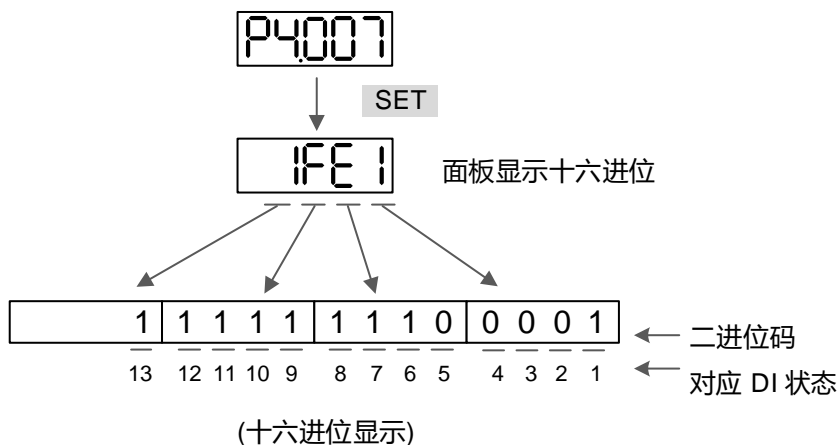 P4.007
SET
1FE1
面板显示十六进位
1 1 1 1 1 1 1 1 0 0 0 0 1
二进位码
13 12 11 10 9 8 7 6 5 4 3 2 1
对应 DI 状态
(十六进位显示)